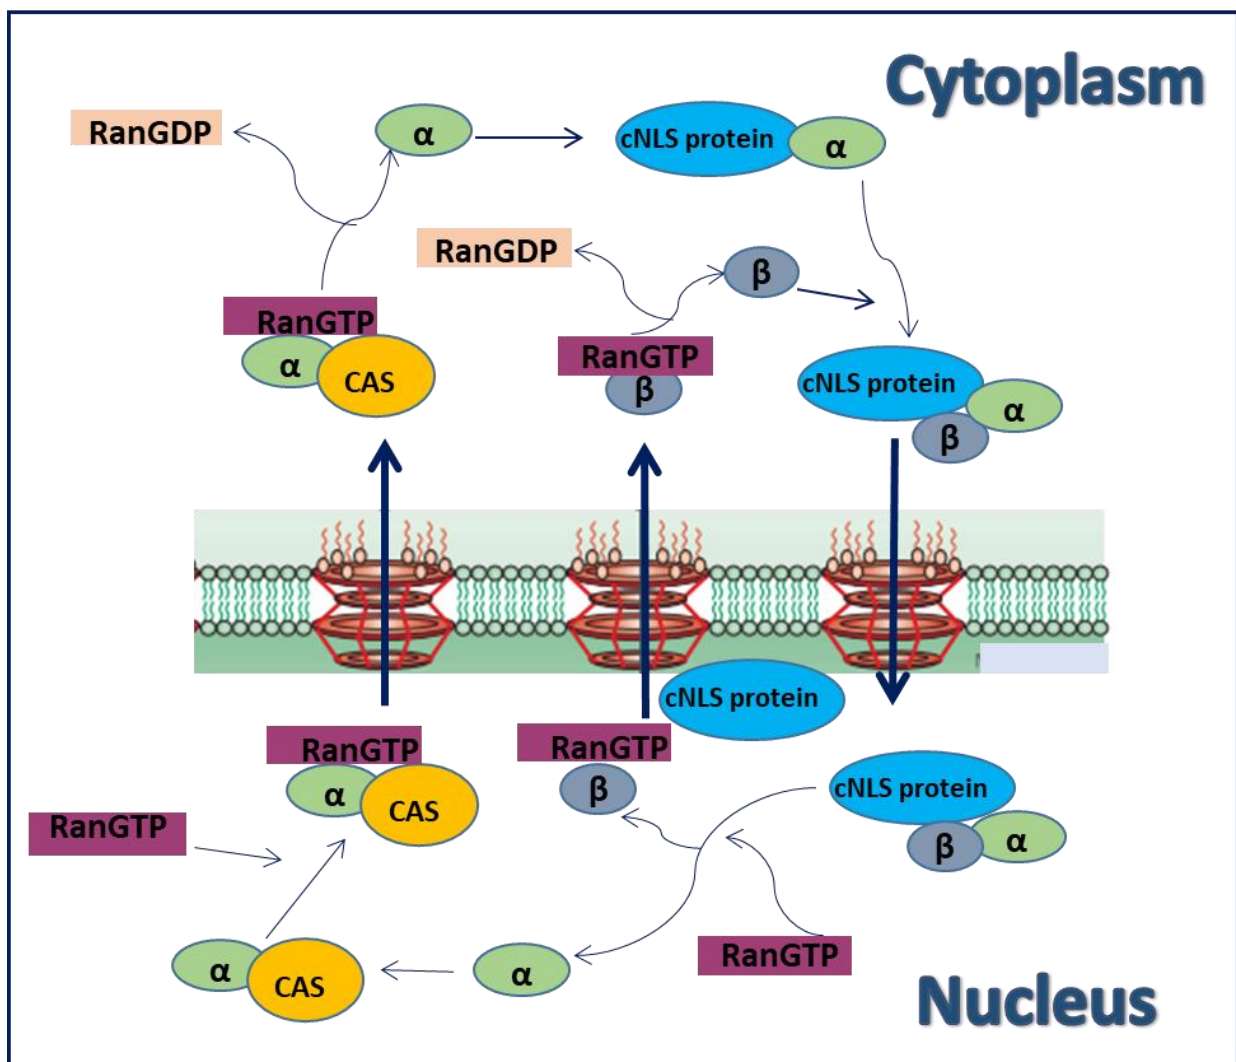 Cytoplasm
RanGDP
α
cNLS protein
α
RanGDP
β
RanGTP
α
CAS
RanGTP
β
cNLS protein
α
β
cNLS protein
RanGTP
α
CAS
RanGTP
β
cNLS protein
β
α
RanGTP
α
CAS
α
RanGTP
Nucleus